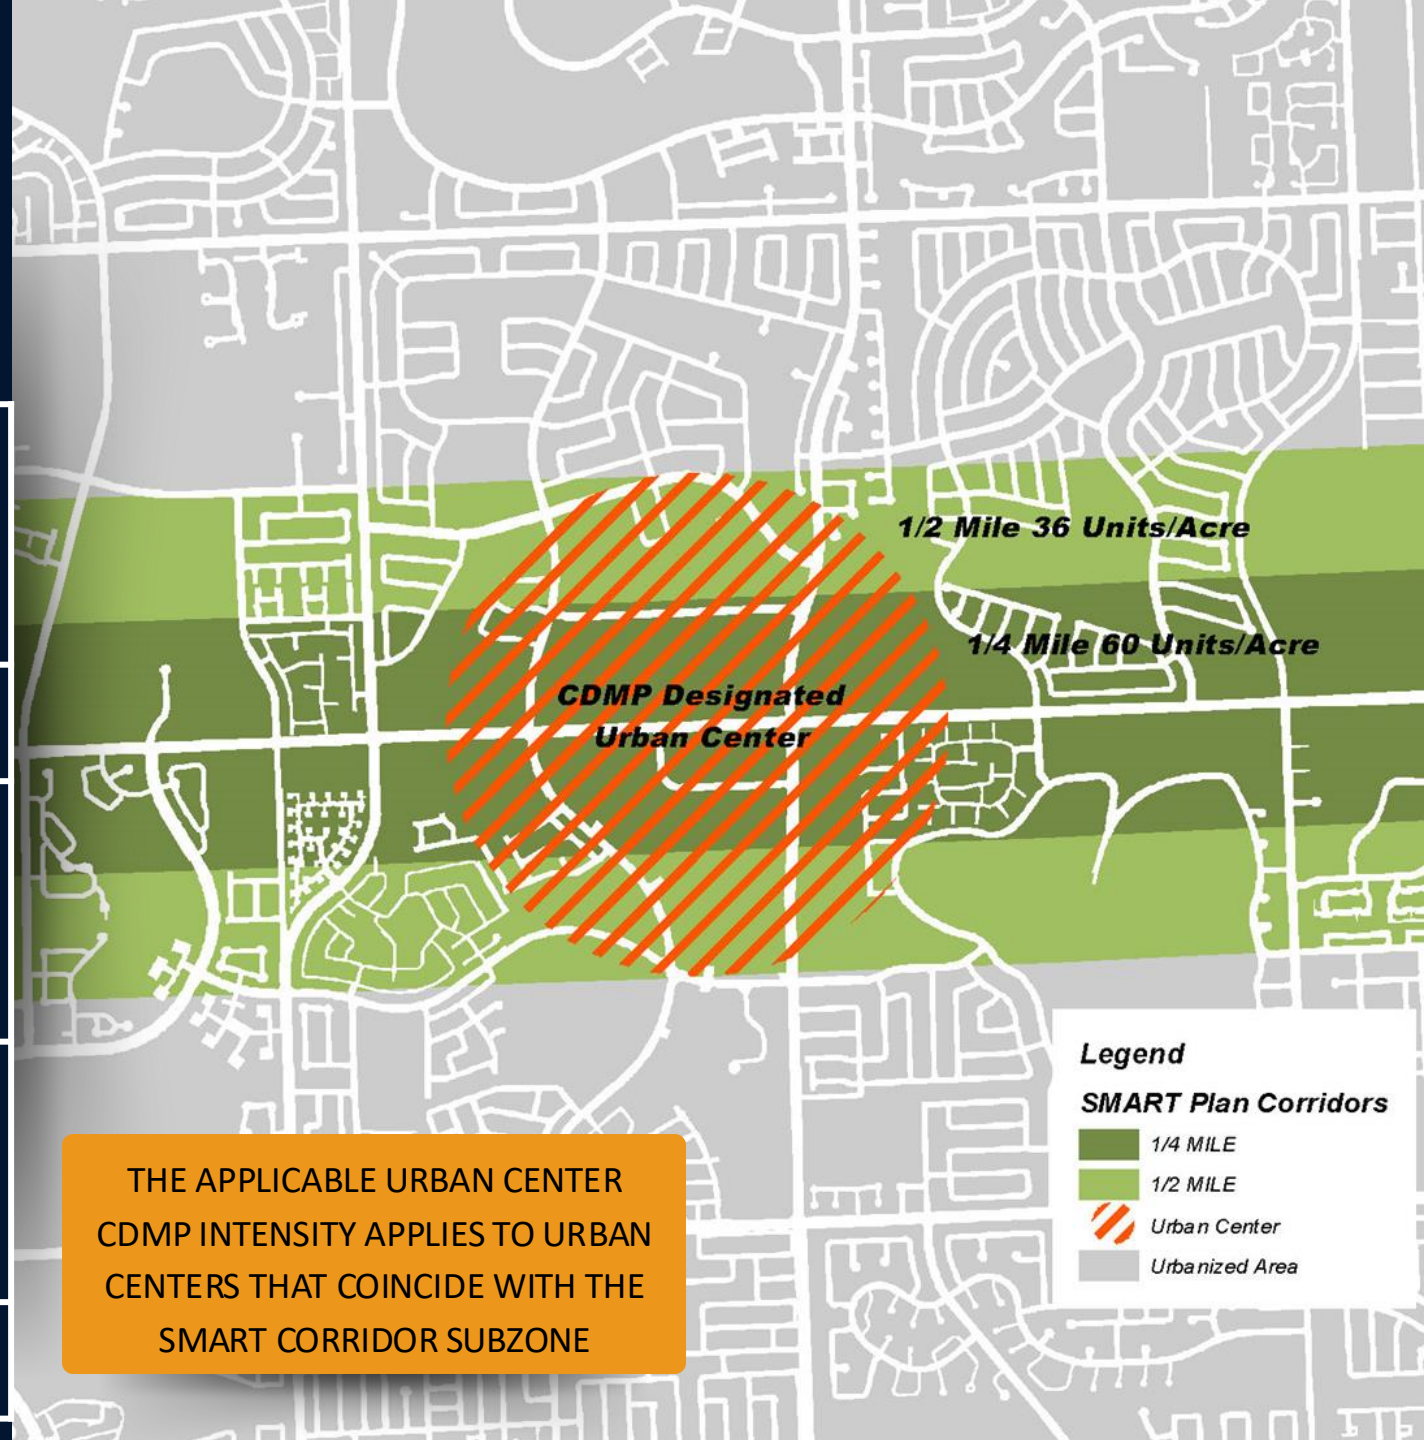 1/2 Mile 36 Units/Acre
1/4 Mile 60 Units/Acre
CDMP Designated
Urban Center
Legend
SMART Plan Corridors
1/4 MILE
1/2 MILE
Urban Center
Urbanized Area
THE APPLICABLE URBAN CENTER
CDMP INTENSITY APPLIES TO URBAN
CENTERS THAT COINCIDE WITH THE
SMART CORRIDOR SUBZONE